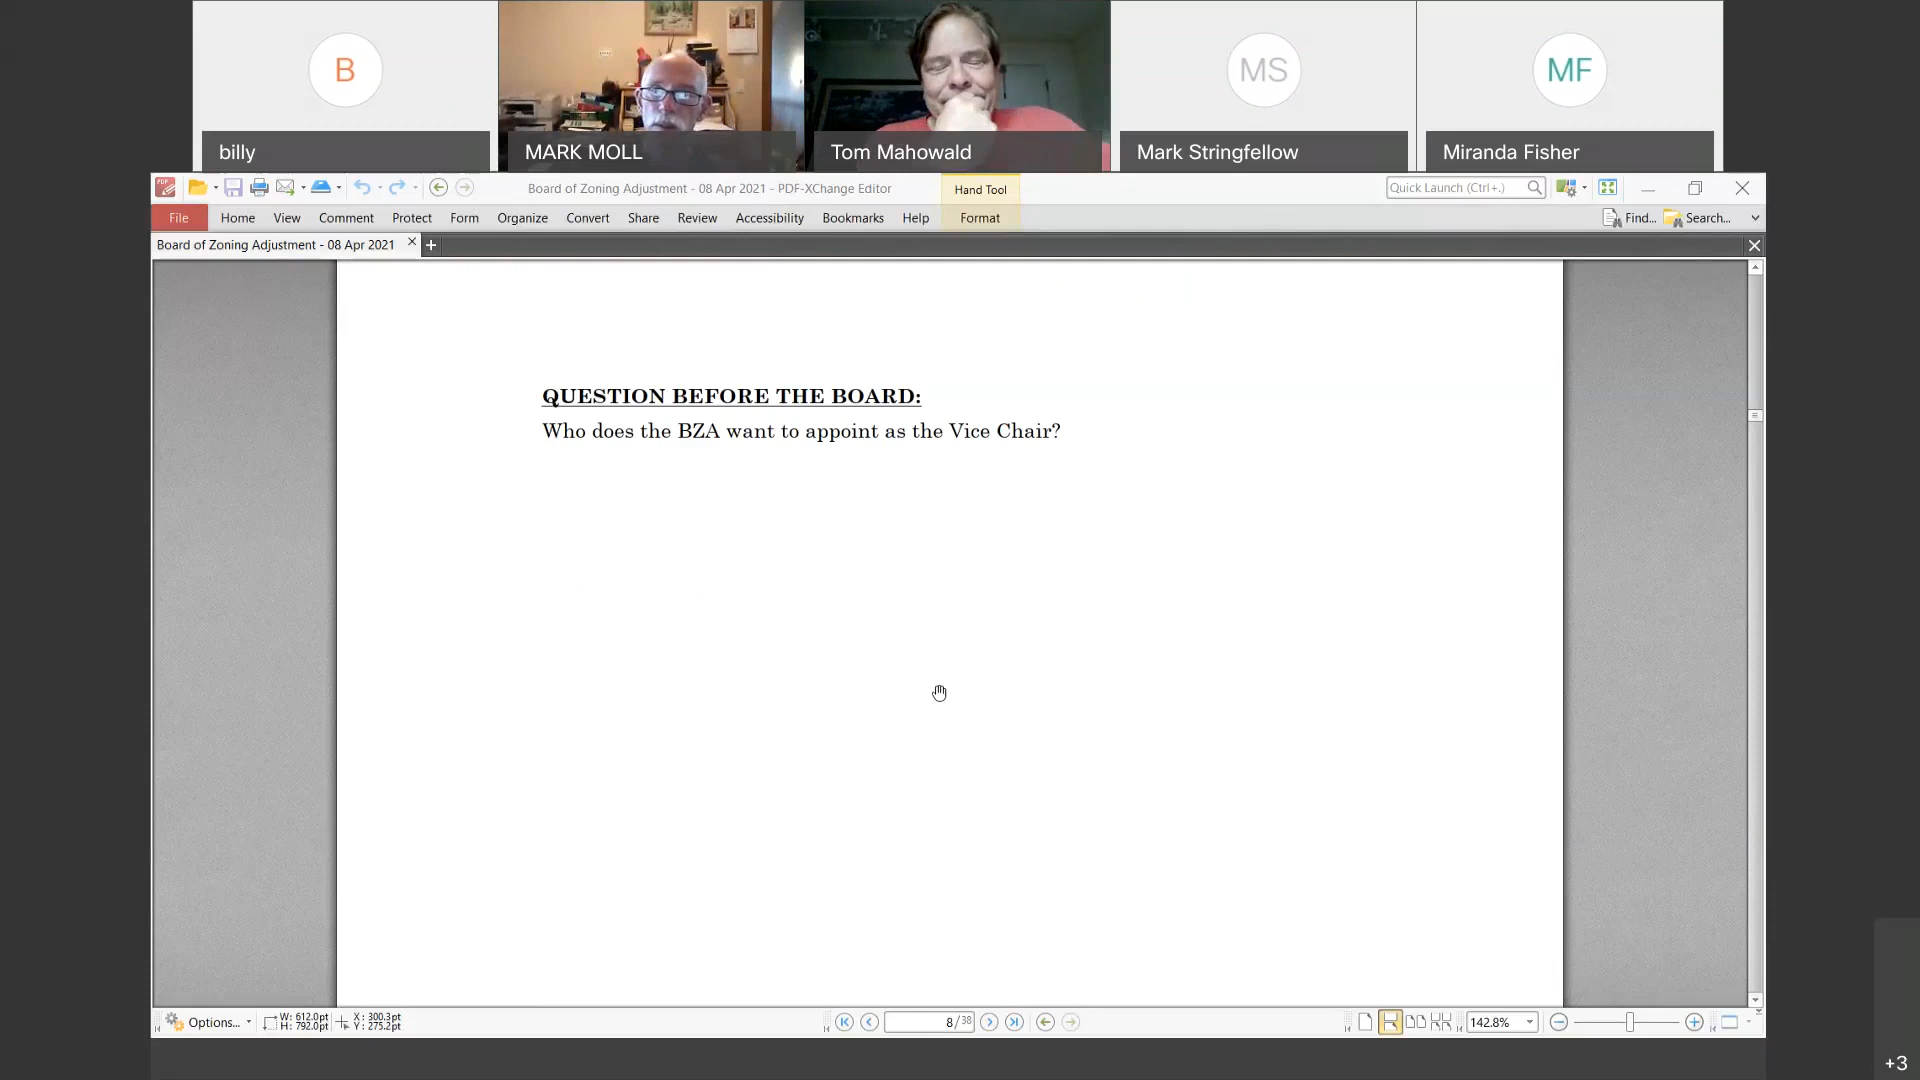 B
MS
MF
billy
MARK MOLL
Tom Mahowald
Mark Stringfellow
Miranda Fisher
Board of Zoning Adjustment - 08 Apr 2021 - PDF-XChange Editor
Hand Tool
Quick Launch (Ctrl+.)
File Home View Comment Protect Form Organize Convert Share Review Accessibility Bookmarks Help Format
Find... Search...
Board of Zoning Adjustment - 08 Apr 2021
QUESTION BEFORE THE BOARD:
Who does the BZA want to appoint as the Vice Chair?
Options...
W: 612.0pt
H: 792.0pt
X: 300.3pt
Y: 275.2pt
8/38
142.8%
+3